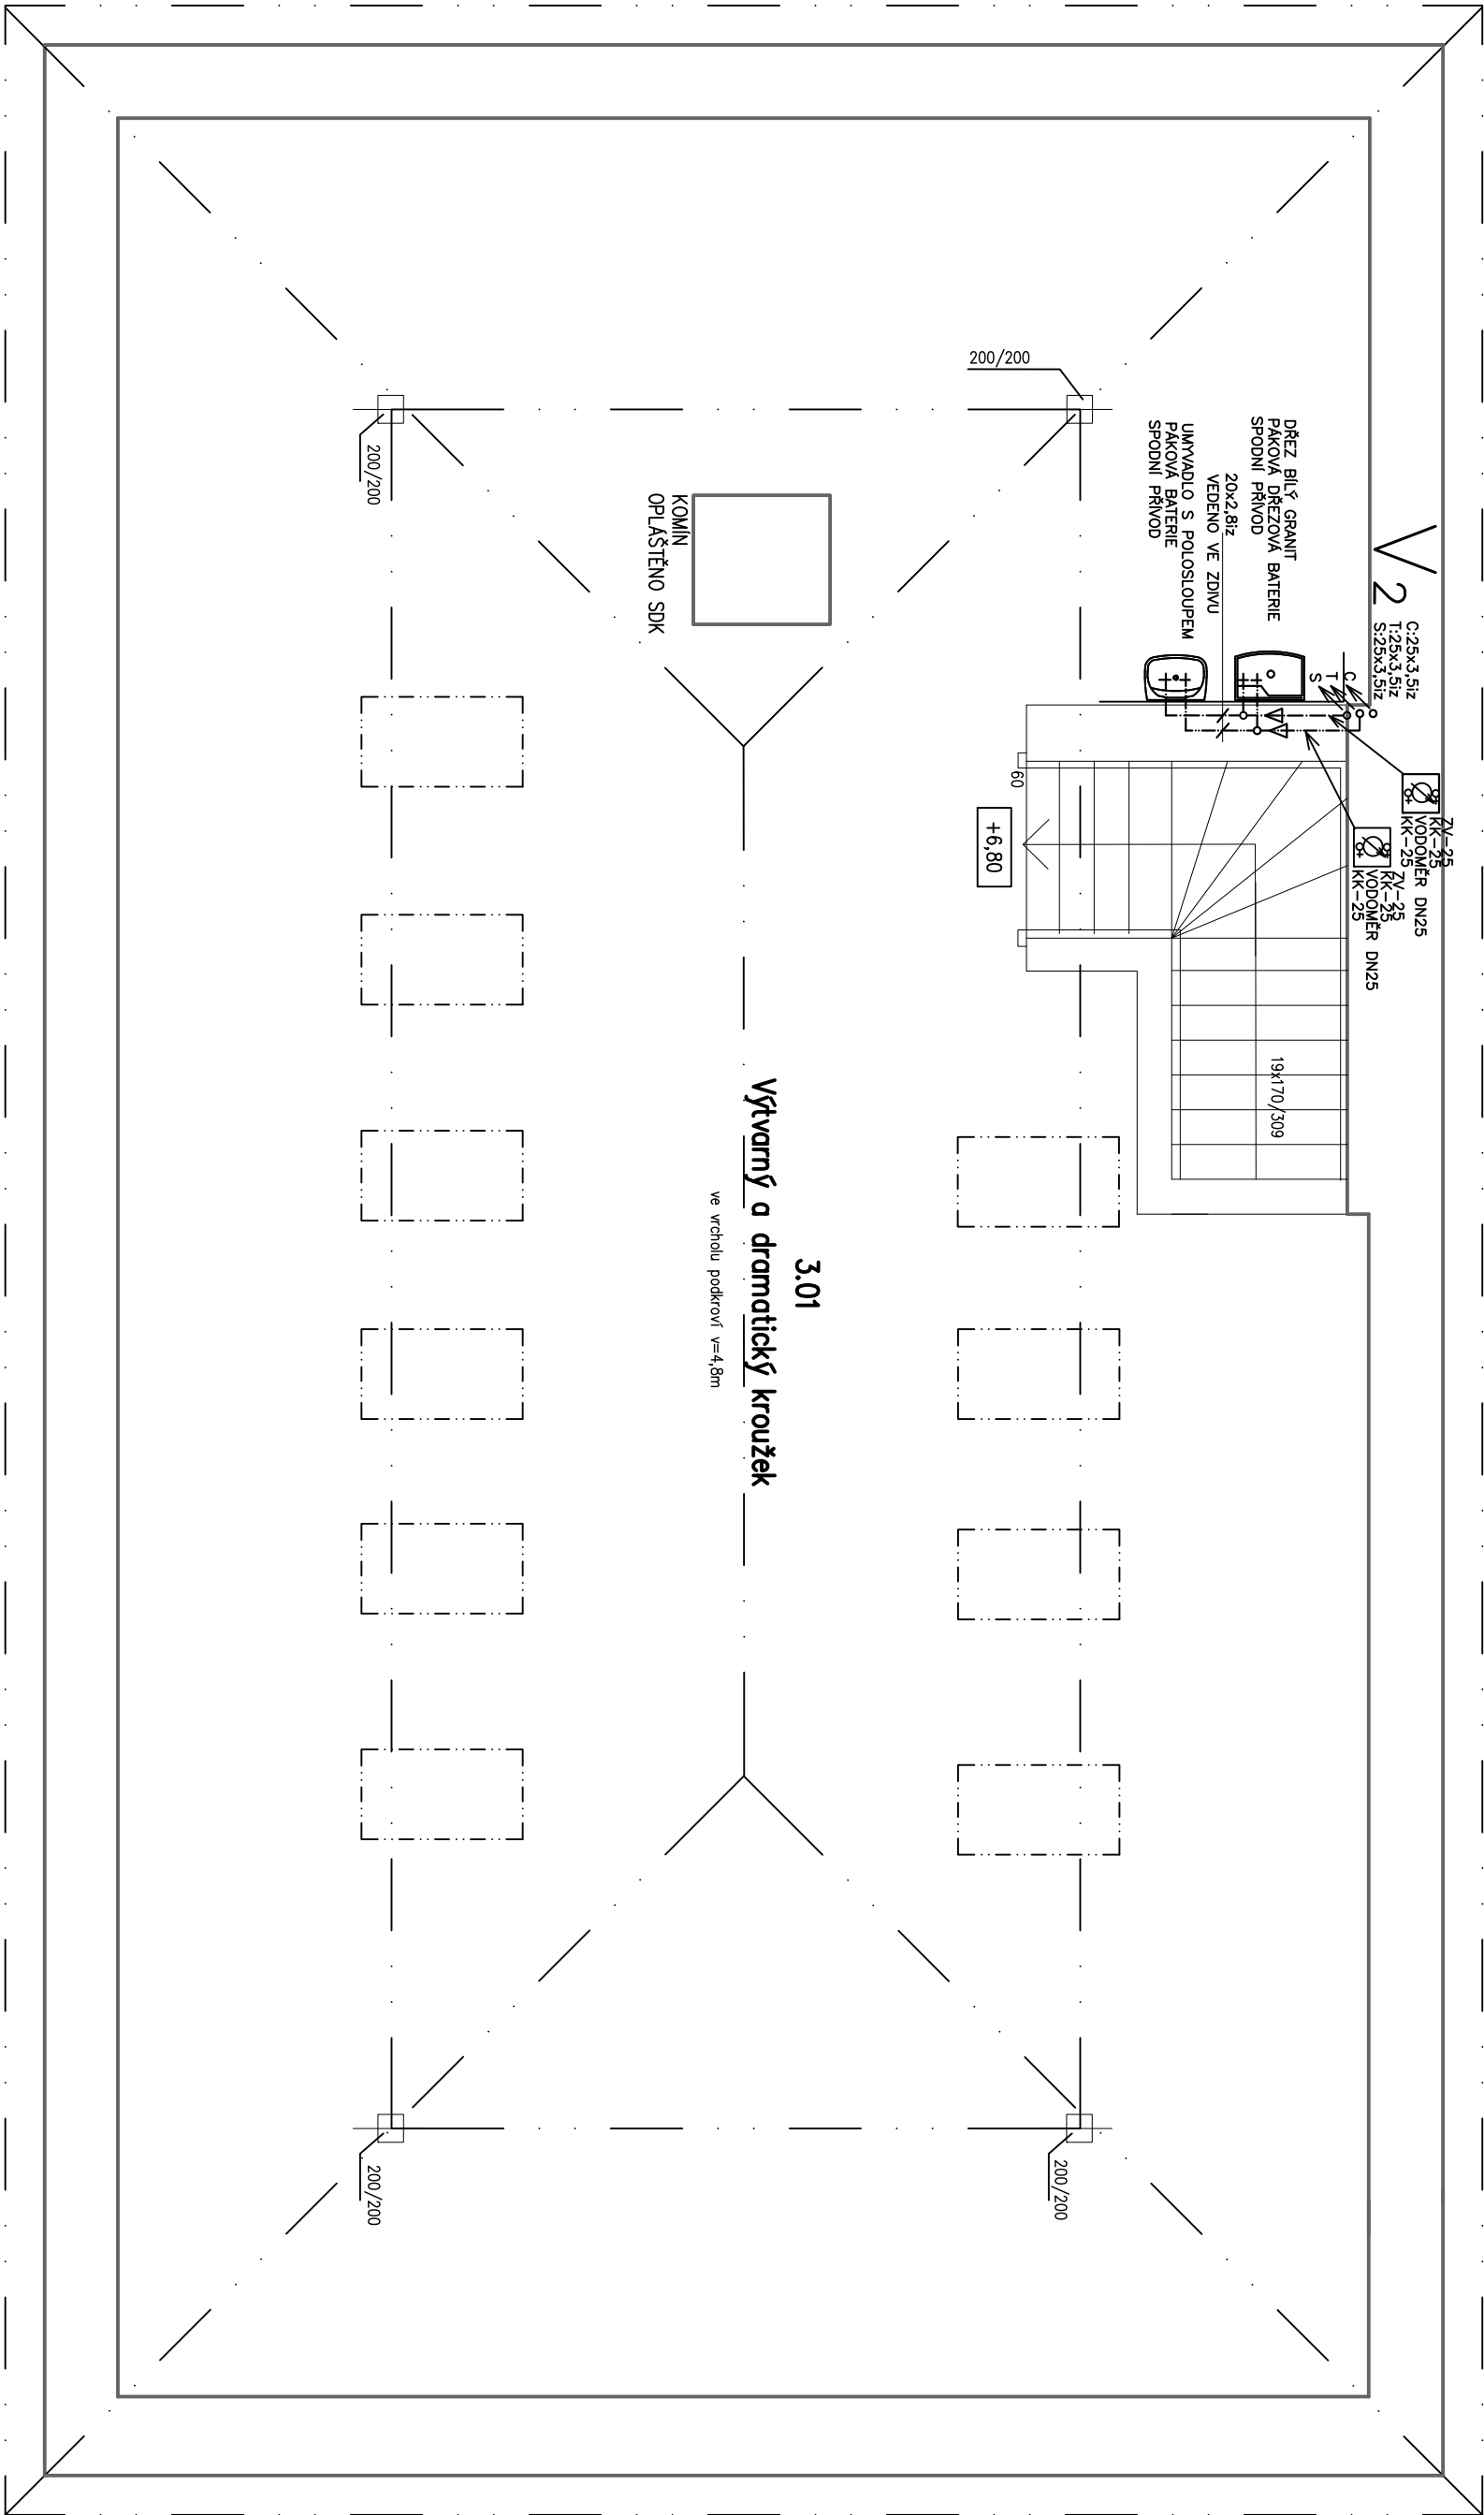 V2
C:25x3,5iz
T:25x3,5iz
S:25x3,5iz
DŘEZ BÍLÝ GRANIT
PÁKOVÁ DŘEZOVÁ BATERIE
SPODNÍ PŘÍVOD
20x2,8iz
VEDENO VE ZDIVU
UMYVADLO S POLOSLOUPEM
PÁKOVÁ BATERIE
SPODNÍ PŘÍVOD
C
T
S
ZV-25
KK-25
VODOMĚR DN25
KK-25
ZV-25
KK-25
VODOMĚR DN25
KK-25
200/200
200/200
KOMÍN
OPLÁŠTĚNO SDK
60
+6,80
19x170/309
3.01
Výtvarný a dramatický kroužek
ve vrcholu podkroví v=4,8m
200/200
200/200